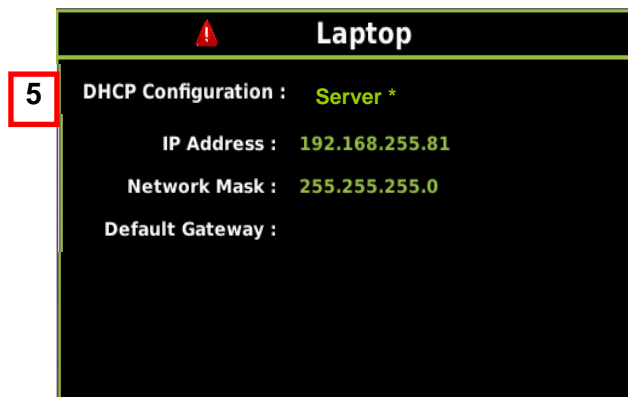 Laptop
5
DHCP Configuration : Server *
IP Address : 192.168.255.81
Network Mask : 255.255.255.0
Default Gateway :